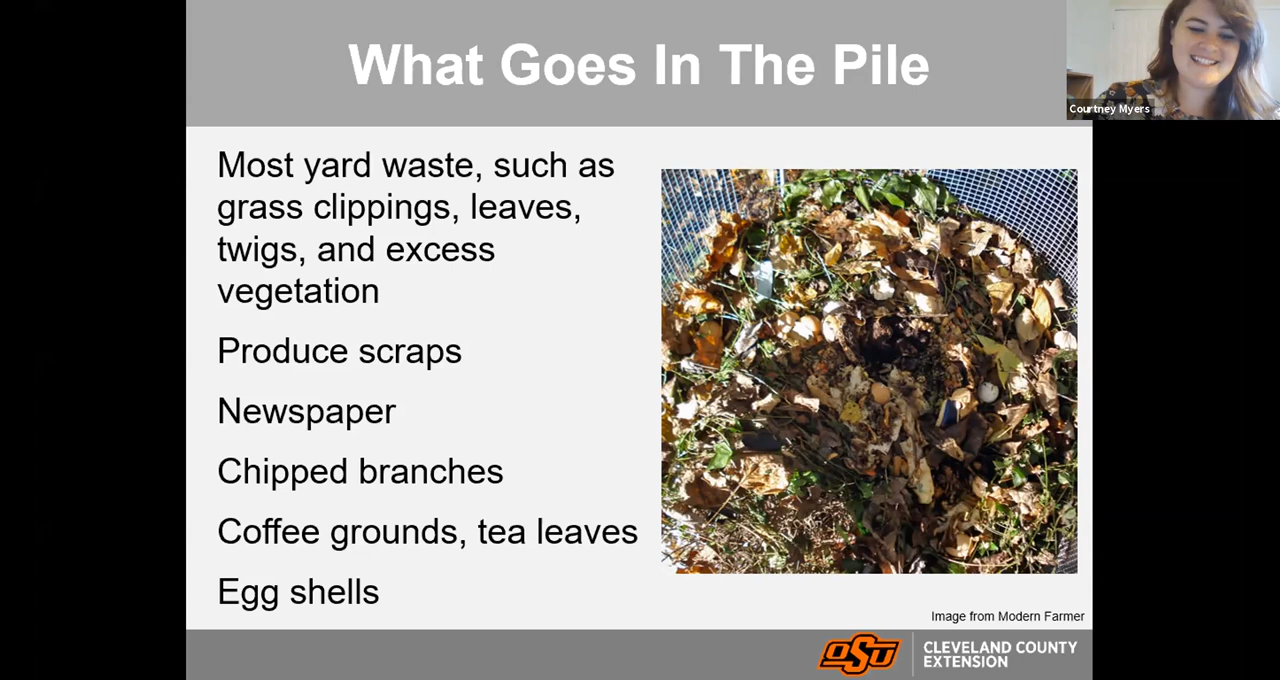 What Goes In The Pile
Courtney Myers
Most yard waste, such as
grass clippings, leaves,
twigs, and excess
vegetation
Produce scraps
Newspaper
Chipped branches
Coffee grounds, tea leaves
Egg shells
Image from Modern Farmer
OSU
CLEVELAND COUNTY
EXTENSION